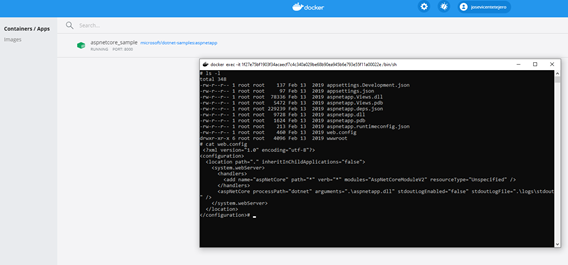 docker
Containers / Apps
Images
Search...
aspnetcore_sample microsoft/dotnet-samples:aspnetapp
RUNNING PORT:
docker exec -it
/bin/sh
# ls -l
total 348
-rw-r--r-- 1 root root 137 Feb 13 2019 appsettings.Development.json
-rw-r--r-- 1 root root 97 Feb 13 2019 appsettings.json
-rw-r--r-- 1 root root 78336 Feb 13 2019 aspnetapp.Views.dll
-rw-r--r-- 1 root root 5472 Feb 13 2019 aspnetapp.Views.pdb
-rw-r--r-- 1 root root 229239 Feb 13 2019 aspnetapp.deps.json
-rw-r--r-- 1 root root 9728 Feb 13 2019 aspnetapp.dll
-rw-r--r-- 1 root root 1624 Feb 13 2019 aspnetapp.pdb
-rw-r--r-- 1 root root 213 Feb 13 2019 aspnetapp.runtimeconfig.json
-rw-r--r-- 1 root root 460 Feb 13 2019 web.config
drwxr-xr-x 6 root root 4096 Feb 13 2019 wwwroot
# cat web.config
<?xml version="1.0" encoding="utf-8"?>
<configuration>
<location path="." inheritInChildApplications="false">
<system.webServer>
<handlers>
<add name="aspNetCore" path="*" verb="*" modules="AspNetCoreModuleV2" resourceType="Unspecified" />
</handlers>
<aspNetCore processPath="dotnet" arguments=".\aspnetapp.dll" stdoutLogEnabled="false" stdoutLogFile=".\logs\stdout
" />
</system.webServer>
</location>
</configuration>#